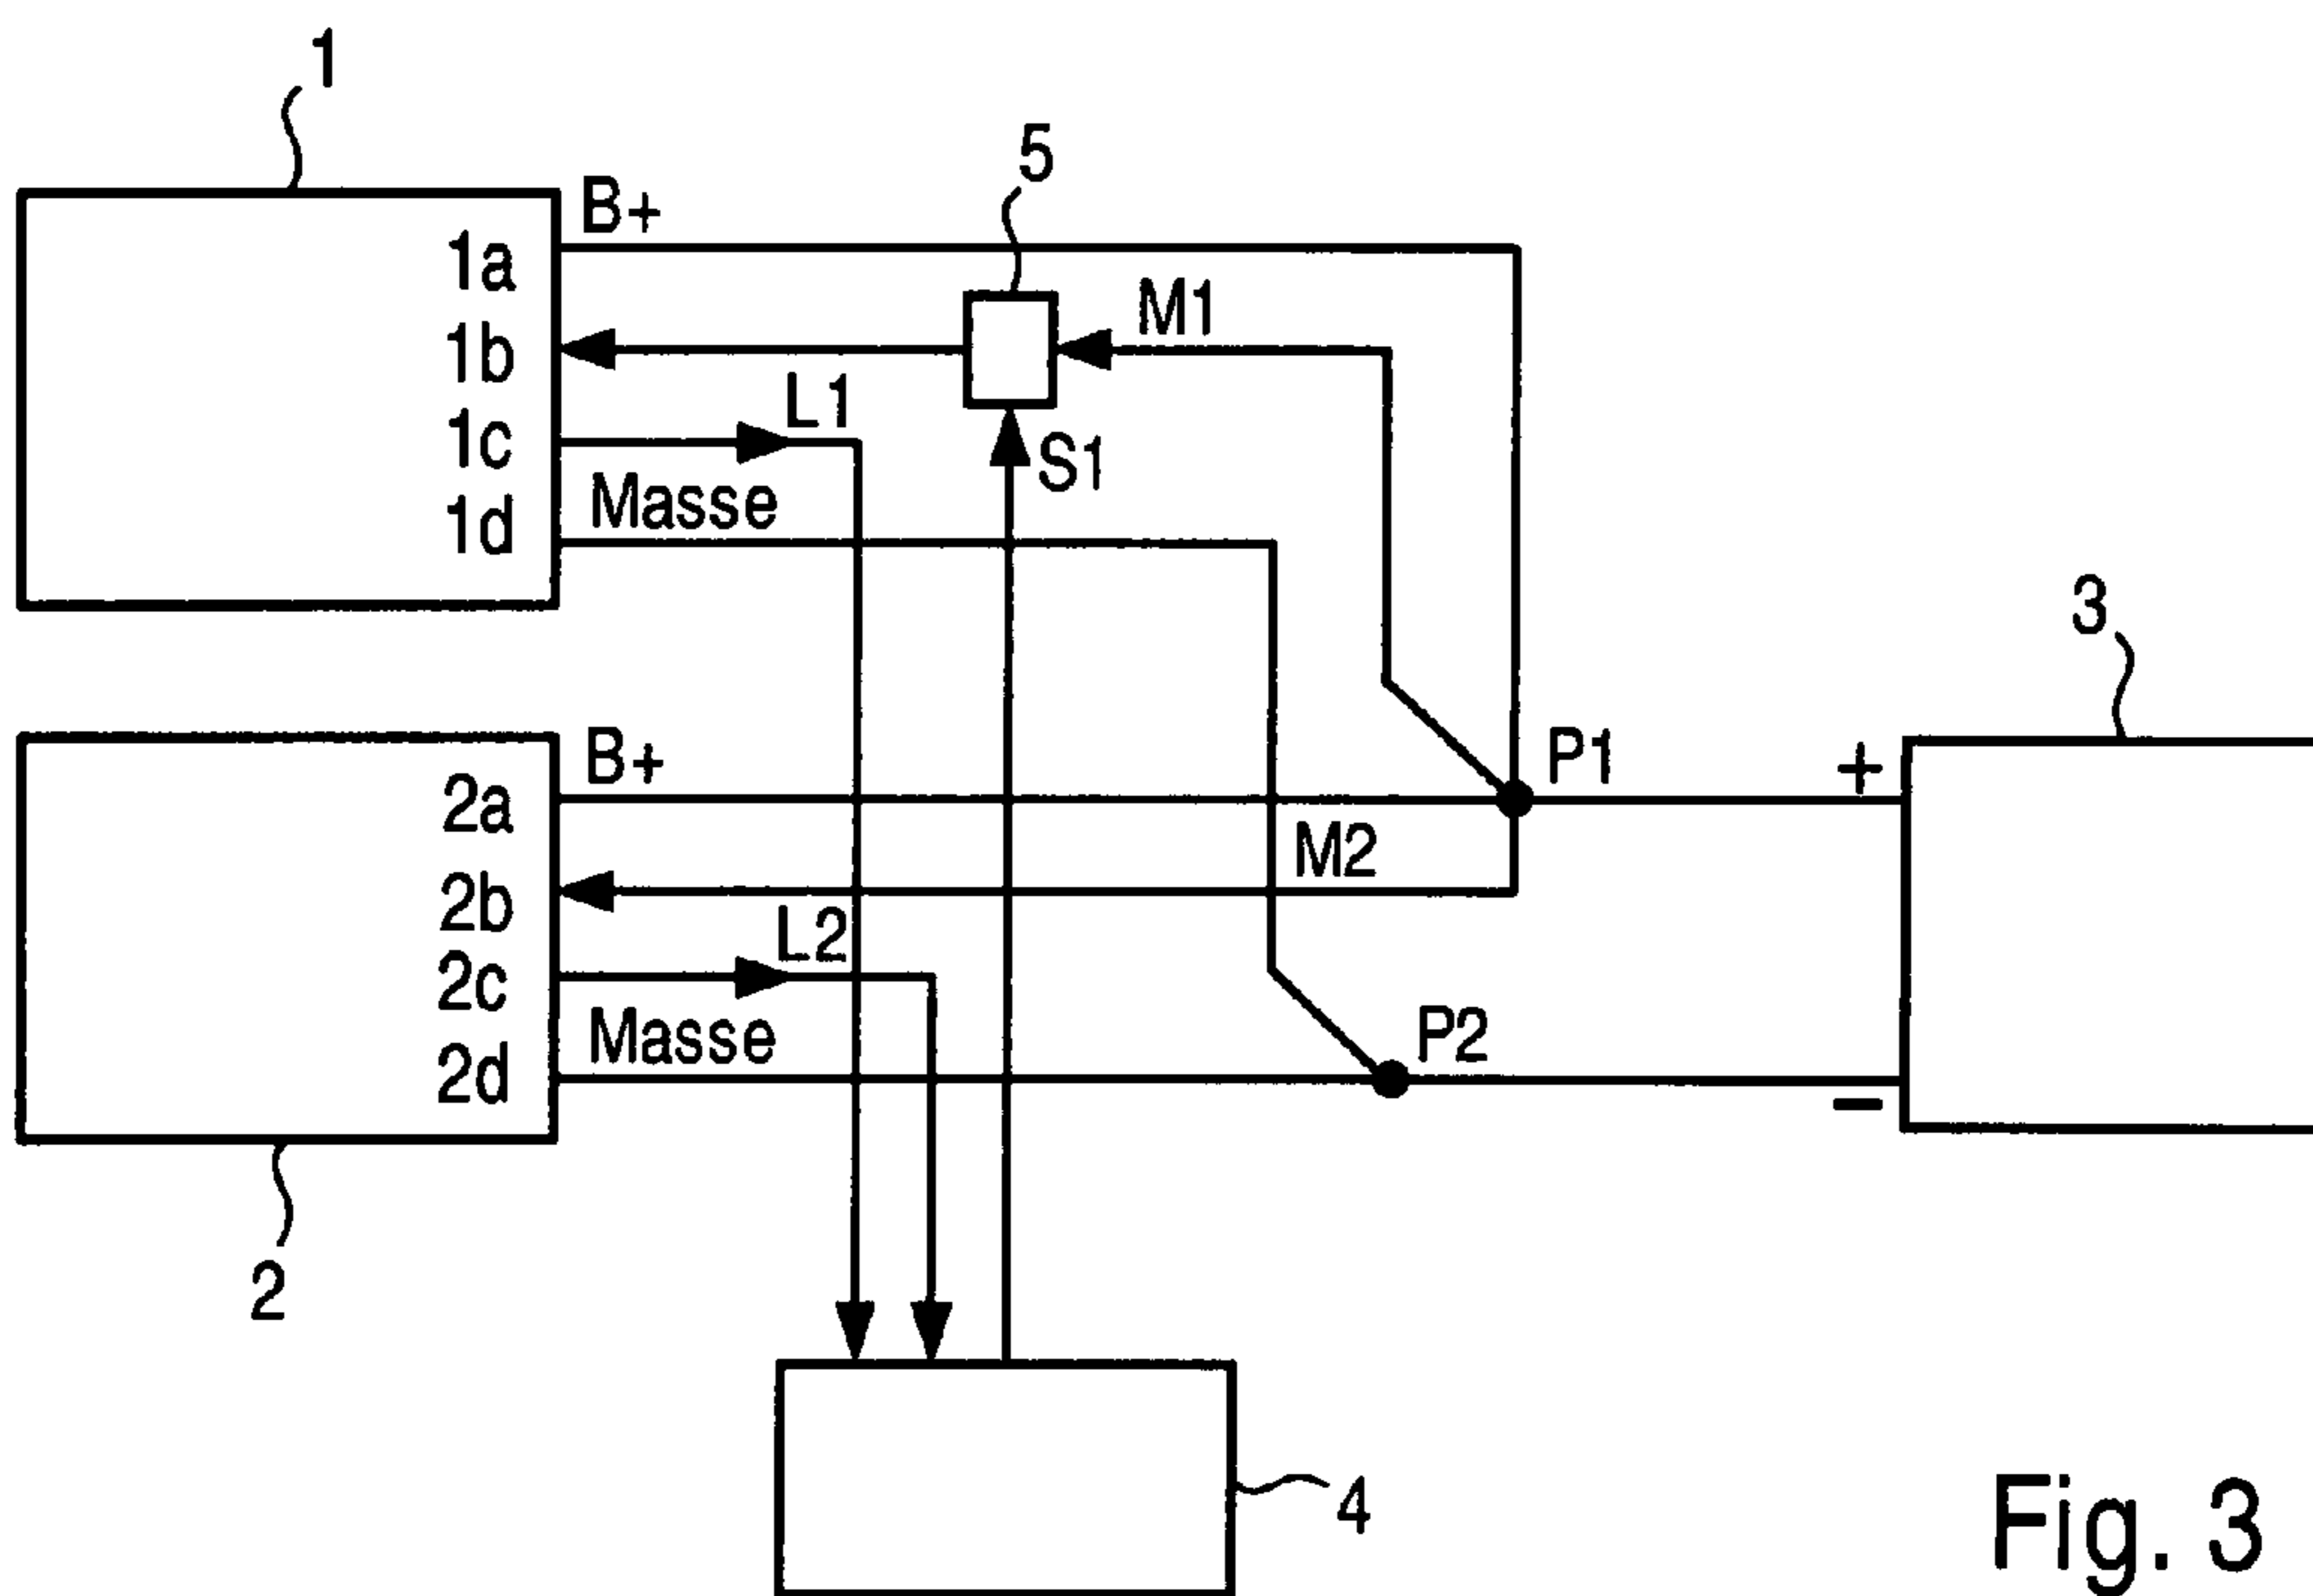 1
5
B+
1a
M1
1b
L1
1c
S1
Masse
1d
3
B+
P1
+
2a
M2
2b
L2
2c
Masse
P2
2d
−
2
4
Fig. 3